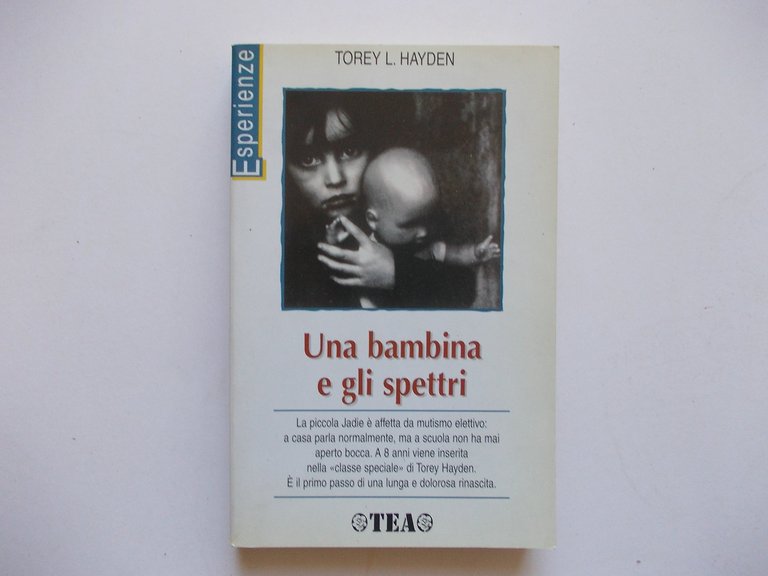 TOREY L. HAYDEN
Esperienze
Una bambina
e gli spettri
La piccola Jadie è affetta da mutismo elettivo:
a casa parla normalmente, ma a scuola non ha mai
aperto bocca. A 8 anni viene inserita
nella «classe speciale» di Torey Hayden.
È il primo passo di una lunga e dolorosa rinascita.
TEA